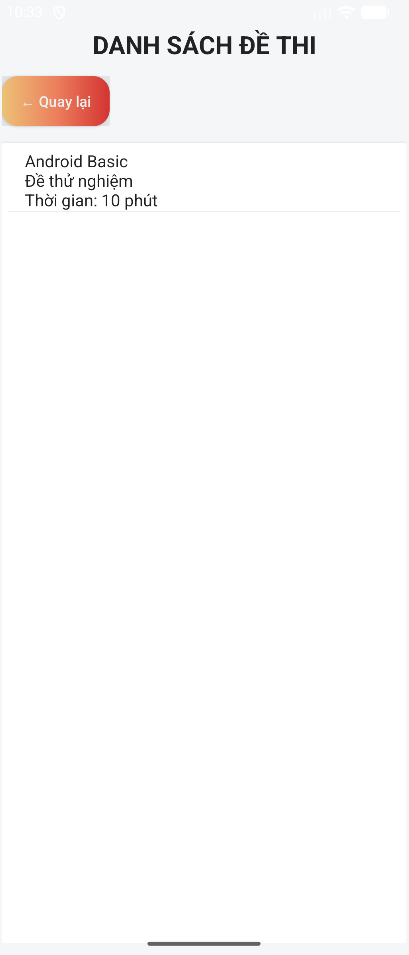 10:33
DANH SÁCH ĐỀ THI
← Quay lại
Android Basic
Đề thử nghiệm
Thời gian: 10 phút